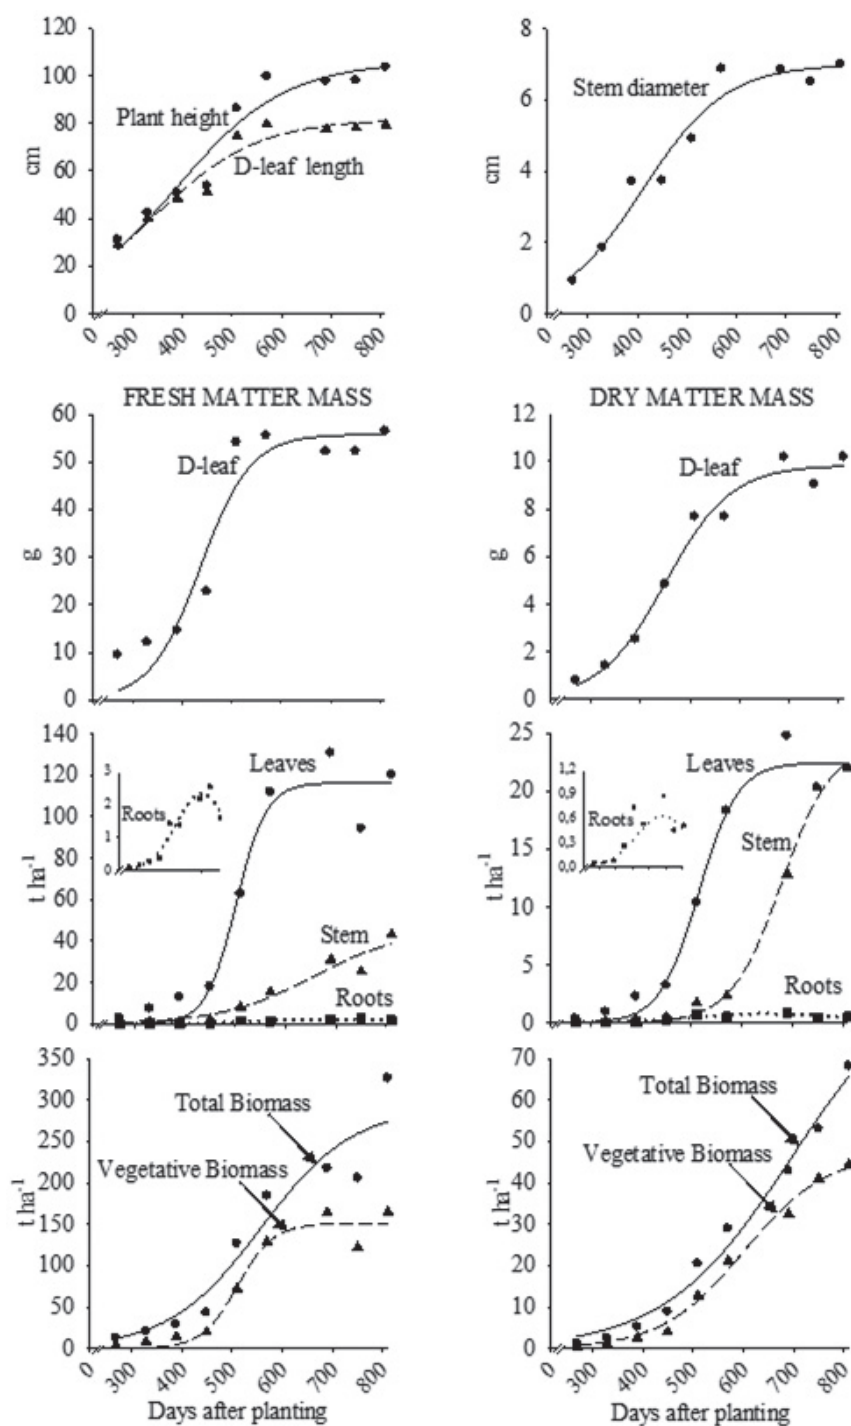 120
100
80
60
40
20
0
cm
Plant height
D-leaf length
0 300 400 500 600 700 800
8
6
4
2
0
cm
Stem diameter
0 300 400 500 600 700 800
FRESH MATTER MASS
60
50
40
30
20
10
0
g
D-leaf
DRY MATTER MASS
12
10
8
6
4
2
0
g
D-leaf
140
120
100
80
60
40
20
0
t ha-1
3
2
1
0
Roots
Leaves
Stem
Roots
25
20
15
10
5
0
t ha-1
1,2
0,9
0,6
0,3
0,0
Roots
Leaves
Stem
Roots
350
300
250
200
150
100
50
0
t ha-1
Total Biomass
Vegetative Biomass
0 300 400 500 600 700 800
Days after planting
70
60
50
40
30
20
10
0
t ha-1
Total Biomass
Vegetative Biomass
0 300 400 500 600 700 800
Days after planting